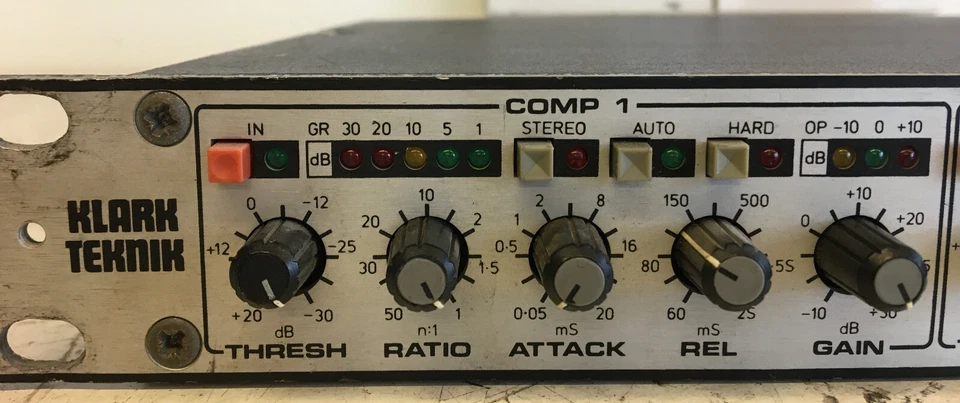 COMP 1
IN GR 30 20 10 5 1 STEREO AUTO HARD OP -10 0 +10
dB dB
KLARK
TEKNIK
0 -12 +12 -25 +20 -30
dB
THRESH
10 20 2 30 1·5 50 1
n:1
RATIO
2 8 1 0·5 16 0·05 20
mS
ATTACK
150 500 80 5S 60 2S
mS
REL
+10 0 +20 -10 +30
dB
GAIN